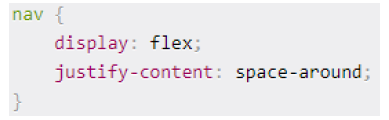 nav {
    display: flex;
    justify-content: space-around;
}